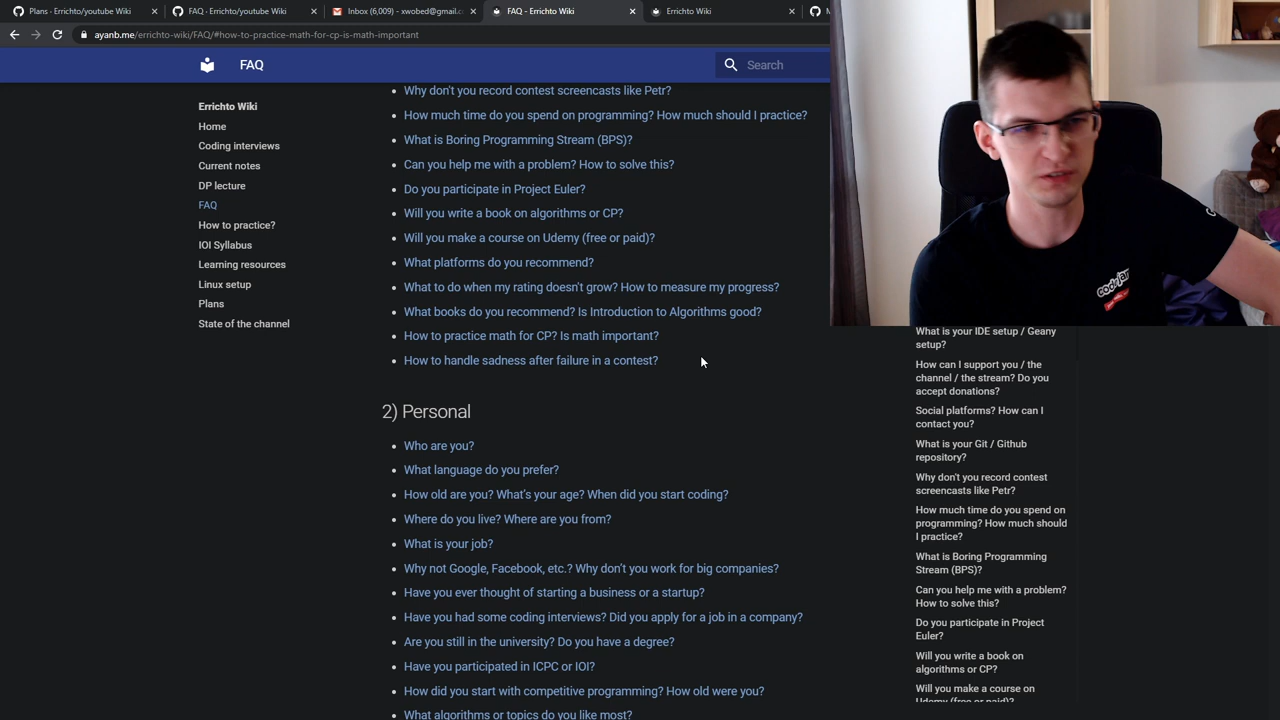 Plans · Errichto/youtube Wiki
FAQ · Errichto/youtube Wiki
Inbox (6,009) - xwobed@gmail.c
FAQ - Errichto Wiki
Errichto Wiki
ayanb.me/errichto-wiki/FAQ/#how-to-practice-math-for-cp-is-math-important
FAQ
Search
Errichto Wiki
Home
Coding interviews
Current notes
DP lecture
FAQ
How to practice?
IOI Syllabus
Learning resources
Linux setup
Plans
State of the channel
Why don't you record contest screencasts like Petr?
How much time do you spend on programming? How much should I practice?
What is Boring Programming Stream (BPS)?
Can you help me with a problem? How to solve this?
Do you participate in Project Euler?
Will you write a book on algorithms or CP?
Will you make a course on Udemy (free or paid)?
What platforms do you recommend?
What to do when my rating doesn't grow? How to measure my progress?
What books do you recommend? Is Introduction to Algorithms good?
How to practice math for CP? Is math important?
How to handle sadness after failure in a contest?
2) Personal
Who are you?
What language do you prefer?
How old are you? What's your age? When did you start coding?
Where do you live? Where are you from?
What is your job?
Why not Google, Facebook, etc.? Why don't you work for big companies?
Have you ever thought of starting a business or a startup?
Have you had some coding interviews? Did you apply for a job in a company?
Are you still in the university? Do you have a degree?
Have you participated in ICPC or IOI?
How did you start with competitive programming? How old were you?
What algorithms or topics do you like most?
What is your IDE setup / Geany
setup?
How can I support you / the
channel / the stream? Do you
accept donations?
Social platforms? How can I
contact you?
What is your Git / Github
repository?
Why don't you record contest
screencasts like Petr?
How much time do you spend on
programming? How much should
I practice?
What is Boring Programming
Stream (BPS)?
Can you help me with a problem?
How to solve this?
Do you participate in Project
Euler?
Will you write a book on
algorithms or CP?
Will you make a course on
Udemy (free or paid)?
codejam